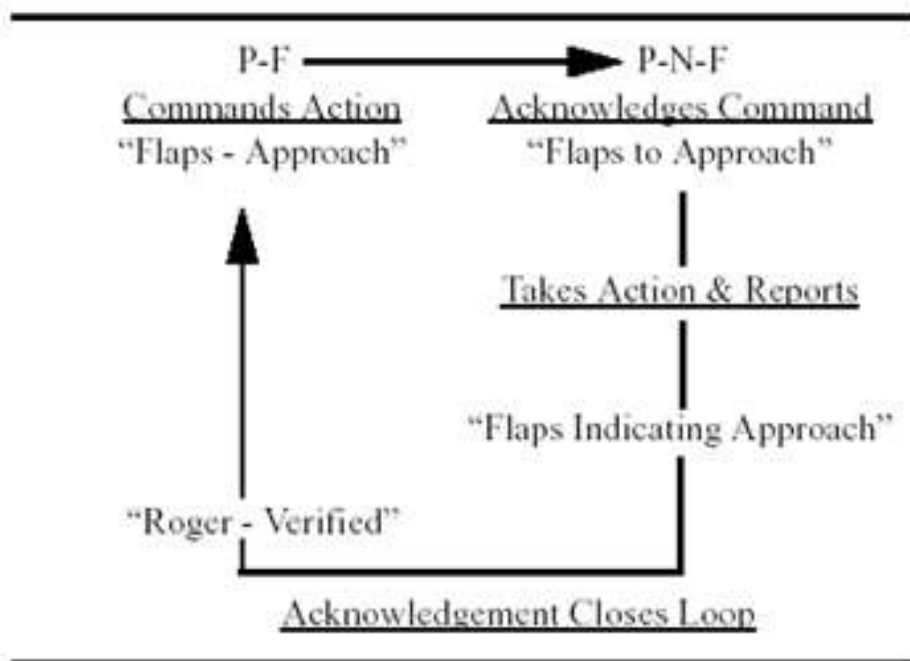 P-F P-N-F
Commands Action Acknowledges Command
“Flaps - Approach” “Flaps to Approach”
Takes Action & Reports
“Flaps Indicating Approach”
“Roger - Verified”
Acknowledgement Closes Loop